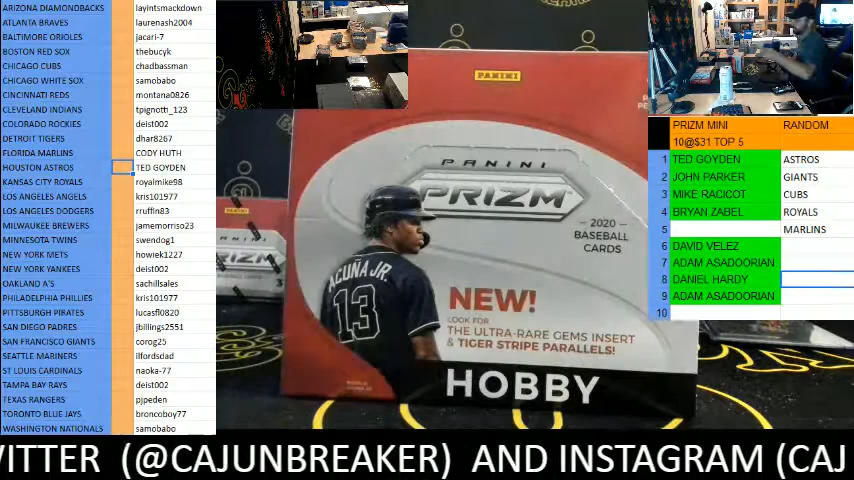 ARIZONA DIAMONDBACKS layintsmackdown
ATLANTA BRAVES laurenash2004
BALTIMORE ORIOLES jacari-7
BOSTON RED SOX thebucyk
CHICAGO CUBS chadbassman
CHICAGO WHITE SOX samobabo
CINCINNATI REDS montana0826
CLEVELAND INDIANS tpignotti_123
COLORADO ROCKIES deist002
DETROIT TIGERS dhar8267
FLORIDA MARLINS CODY HUTH
HOUSTON ASTROS TED GOYDEN
KANSAS CITY ROYALS royalmike98
LOS ANGELES ANGELS kris101977
LOS ANGELES DODGERS rruffin83
MILWAUKEE BREWERS jamemorriso23
MINNESOTA TWINS swendog1
NEW YORK METS howiek1227
NEW YORK YANKEES deist002
OAKLAND A'S sachillsales
PHILADELPHIA PHILLIES kris101977
PITTSBURGH PIRATES lucasfl0820
SAN DIEGO PADRES jbillings2551
SAN FRANCISCO GIANTS corog25
SEATTLE MARINERS ilfordsdad
ST LOUIS CARDINALS naoka-77
TAMPA BAY RAYS deist002
TEXAS RANGERS pjpeden
TORONTO BLUE JAYS broncoboy77
WASHINGTON NATIONALS samobabo
PANINI
PANINI
PRIZM
2020
BASEBALL
CARDS
ACUÑA JR.
13
NEW!
LOOK FOR
THE ULTRA-RARE GEMS INSERT
& TIGER STRIPE PARALLELS!
HOBBY
PRIZM MINI RANDOM
10@$31 TOP 5
1 TED GOYDEN ASTROS
2 JOHN PARKER GIANTS
3 MIKE RACICOT CUBS
4 BRYAN ZABEL ROYALS
5 MARLINS
6 DAVID VELEZ
7 ADAM ASADOORIAN
8 DANIEL HARDY
9 ADAM ASADOORIAN
10
WITTER (@CAJUNBREAKER) AND INSTAGRAM (CAJ